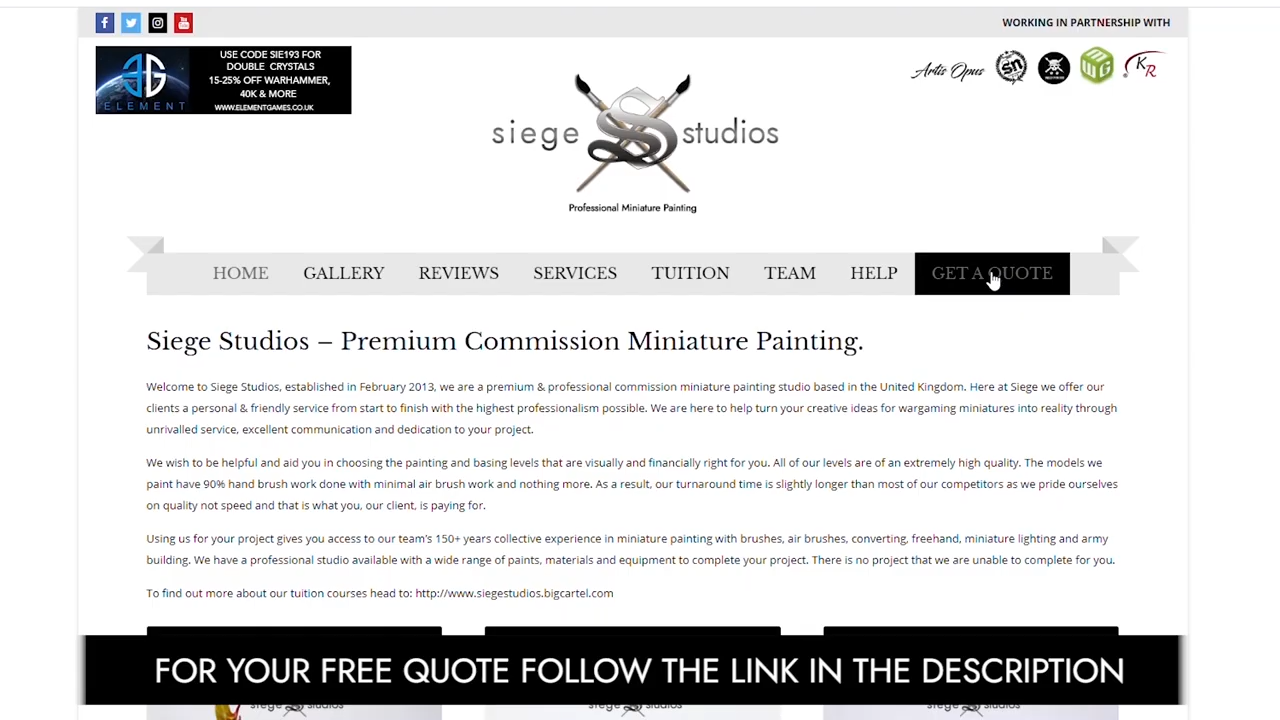 WORKING IN PARTNERSHIP WITH
USE CODE SIE193 FOR
DOUBLE CRYSTALS
15-25% OFF WARHAMMER,
40K & MORE
WWW.ELEMENTGAMES.CO.UK
ELEMENT
Artis Opus
KR
siege S studios
Professional Miniature Painting
HOME GALLERY REVIEWS SERVICES TUITION TEAM HELP GET A QUOTE
Siege Studios – Premium Commission Miniature Painting.
Welcome to Siege Studios, established in February 2013, we are a premium & professional commission miniature painting studio based in the United Kingdom. Here at Siege we offer our
clients a personal & friendly service from start to finish with the highest professionalism possible. We are here to help turn your creative ideas for wargaming miniatures into reality through
unrivalled service, excellent communication and dedication to your project.
We wish to be helpful and aid you in choosing the painting and basing levels that are visually and financially right for you. All of our levels are of an extremely high quality. The models we
paint have 90% hand brush work done with minimal air brush work and nothing more. As a result, our turnaround time is slightly longer than most of our competitors as we pride ourselves
on quality not speed and that is what you, our client, is paying for.
Using us for your project gives you access to our team's 150+ years collective experience in miniature painting with brushes, air brushes, converting, freehand, miniature lighting and army
building. We have a professional studio available with a wide range of paints, materials and equipment to complete your project. There is no project that we are unable to complete for you.
To find out more about our tuition courses head to: http://www.siegestudios.bigcartel.com
FOR YOUR FREE QUOTE FOLLOW THE LINK IN THE DESCRIPTION
siege studios siege studios siege studios